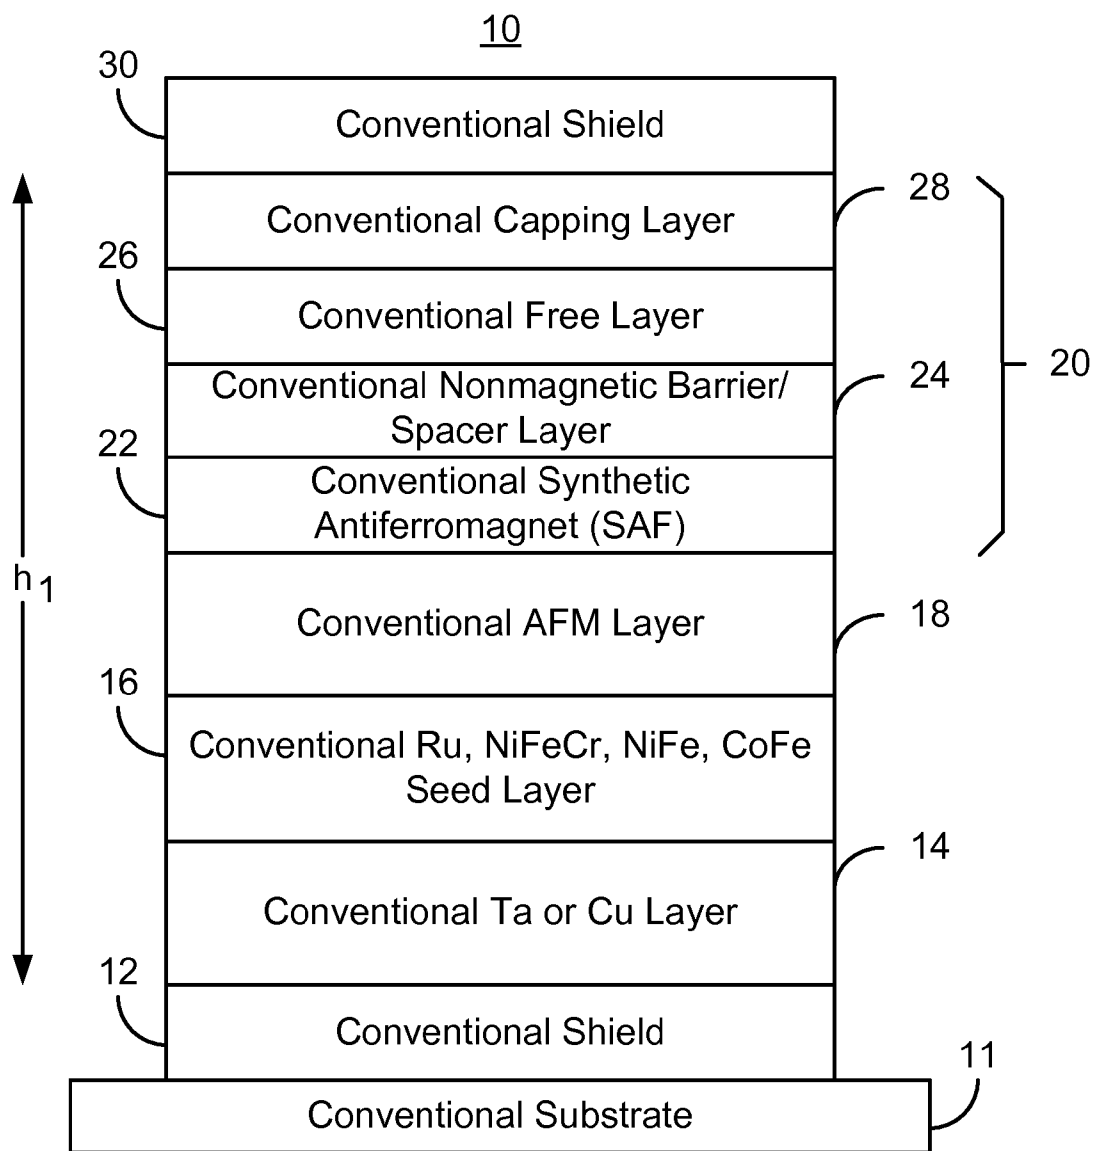 10
30
Conventional Shield
28
Conventional Capping Layer
26
Conventional Free Layer
20
24
Conventional Nonmagnetic Barrier/
Spacer Layer
22
Conventional Synthetic
Antiferromagnet (SAF)
h1
18
Conventional AFM Layer
16
Conventional Ru, NiFeCr, NiFe, CoFe
Seed Layer
14
Conventional Ta or Cu Layer
12
Conventional Shield
11
Conventional Substrate